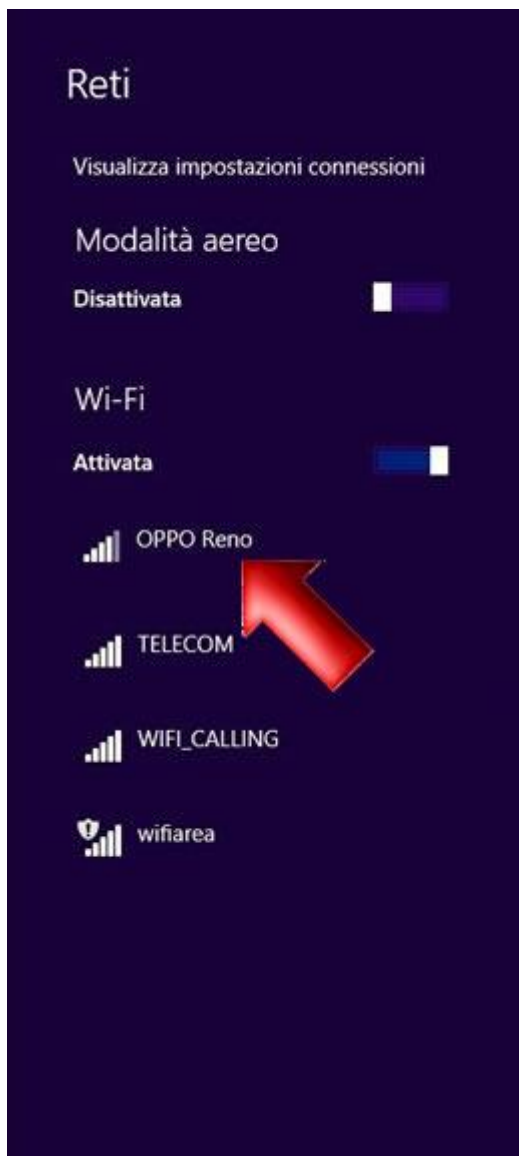 Reti
Visualizza impostazioni connessioni
Modalità aereo
Disattivata
Wi-Fi
Attivata
OPPO Reno
TELECOM
WIFI_CALLING
wifiarea